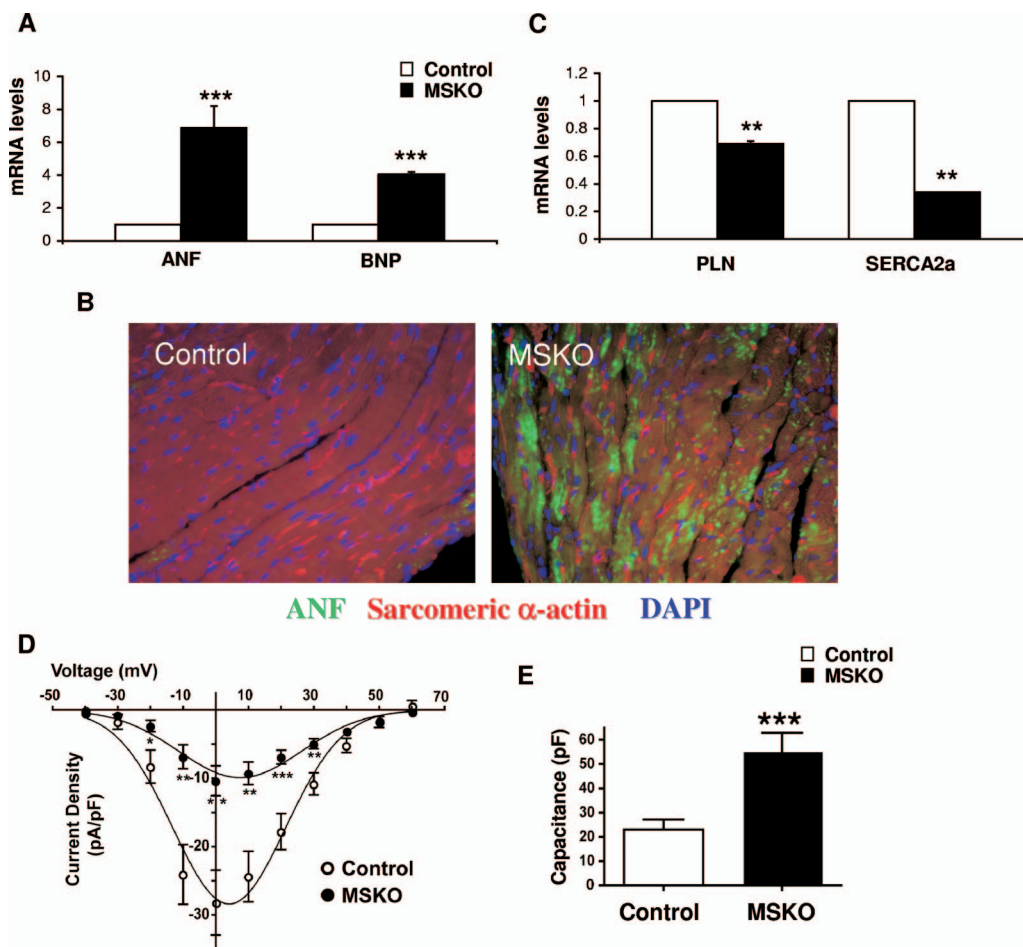 A
Control
MSKO
mRNA levels
10
8
6
4
2
0
***
***
ANF
BNP
C
mRNA levels
1.2
1
0.8
0.6
0.4
0.2
0
**
**
PLN
SERCA2a
B
Control
MSKO
ANF Sarcomeric α-actin DAPI
D
Voltage (mV)
-50 -30 -10 10 30 50 70
-10
-20
-30
Current Density
(pA/pF)
*
**
***
**
***
**
Control
MSKO
E
Control
MSKO
Capacitance (pF)
60
50
40
30
20
10
0
***
Control
MSKO